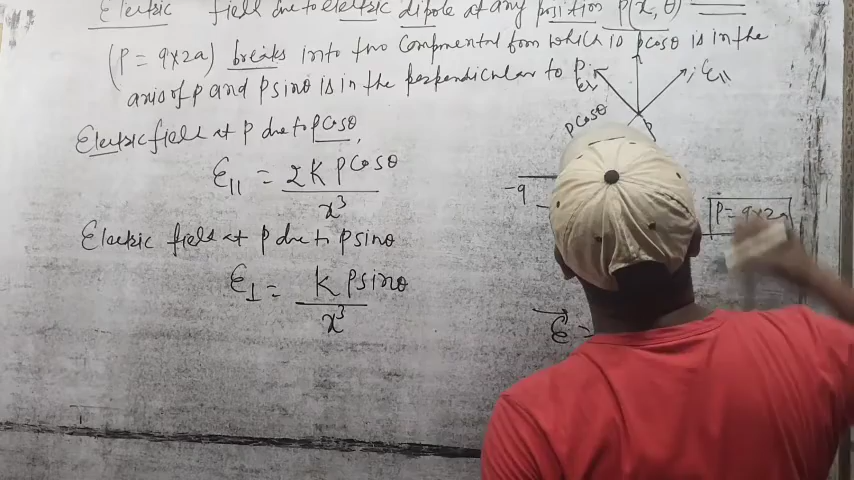 Electric field due to electric dipole at any position P(x, θ)
(P = q×2a) breaks into two Componental from which is pcosθ is in the
axis of p and psinθ is in the perpendicular to P.
E⊥
E||
pcosθ
P
Electric field at p due to pcosθ,
E|| = 2K pcosθ / x³
-q
P = q×2a
Electric field at p due to psinθ
E⊥ = K psinθ / x³
E =